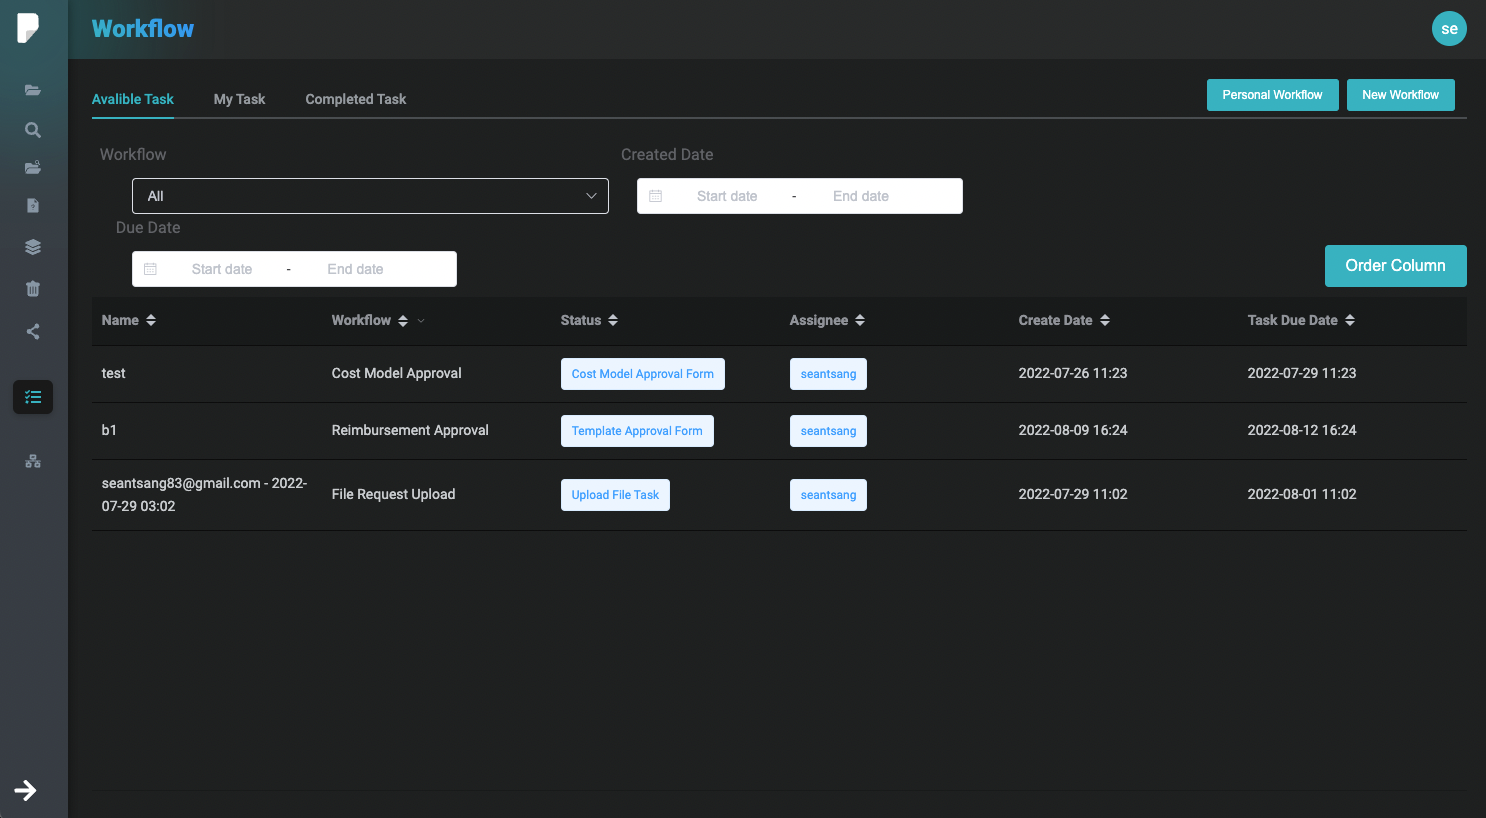 Workflow
se
Avalible Task
My Task
Completed Task
Personal Workflow
New Workflow
Workflow
Created Date
All
Start date - End date
Due Date
Start date - End date
Order Column
Name Workflow Status Assignee Create Date Task Due Date
test Cost Model Approval Cost Model Approval Form seantsang 2022-07-26 11:23 2022-07-29 11:23
b1 Reimbursement Approval Template Approval Form seantsang 2022-08-09 16:24 2022-08-12 16:24
seantsang83@gmail.com - 2022-
07-29 03:02
File Request Upload Upload File Task seantsang 2022-07-29 11:02 2022-08-01 11:02